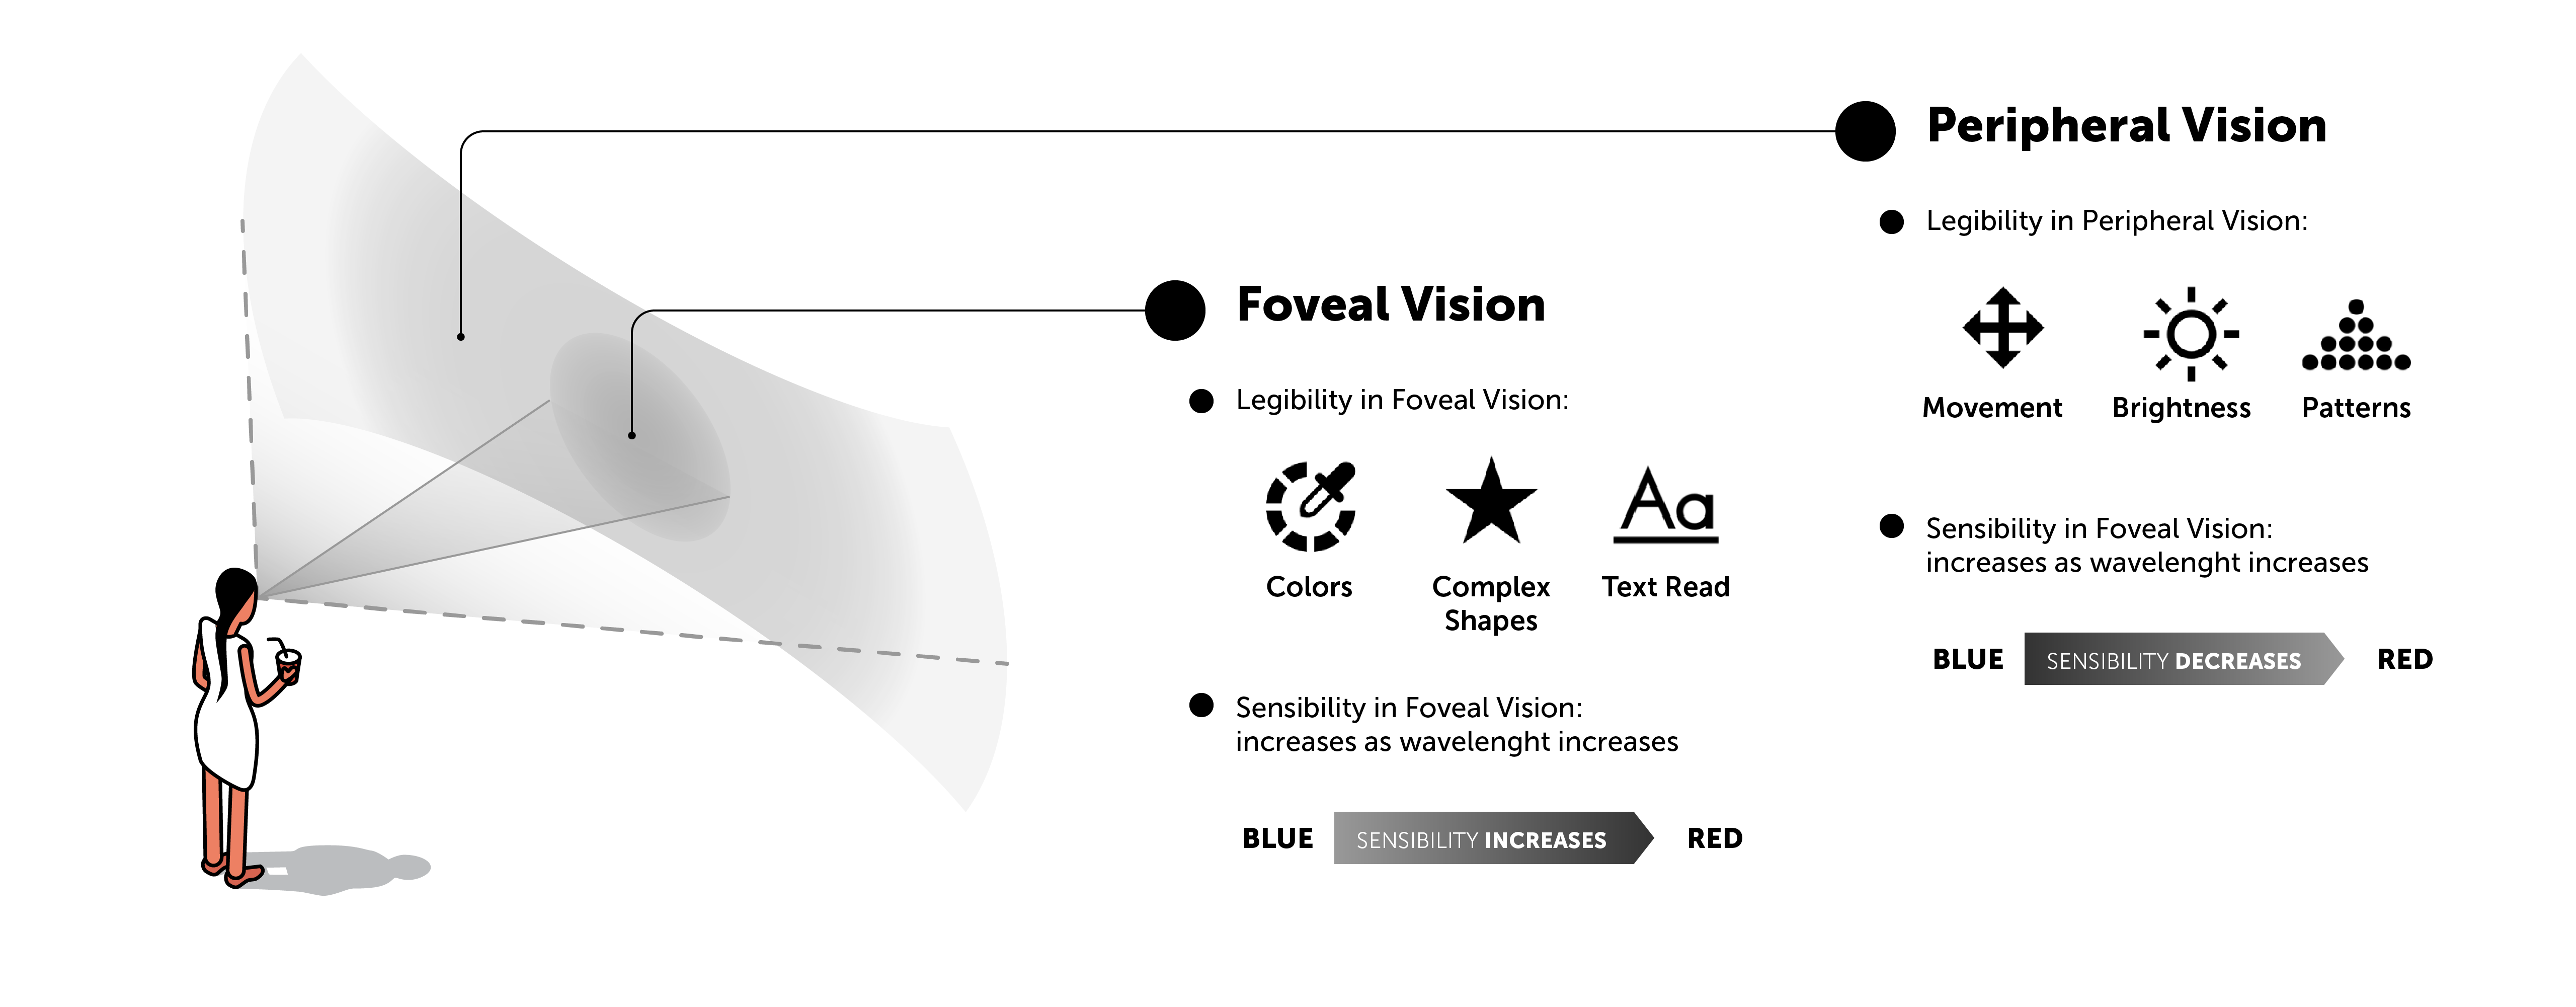 Peripheral Vision
Legibility in Peripheral Vision:
Movement
Brightness
Patterns
Sensibility in Foveal Vision:
increases as wavelenght increases
BLUE
SENSIBILITY DECREASES
RED
Foveal Vision
Legibility in Foveal Vision:
Aa
Colors
Complex
Shapes
Text Read
Sensibility in Foveal Vision:
increases as wavelenght increases
BLUE
SENSIBILITY INCREASES
RED